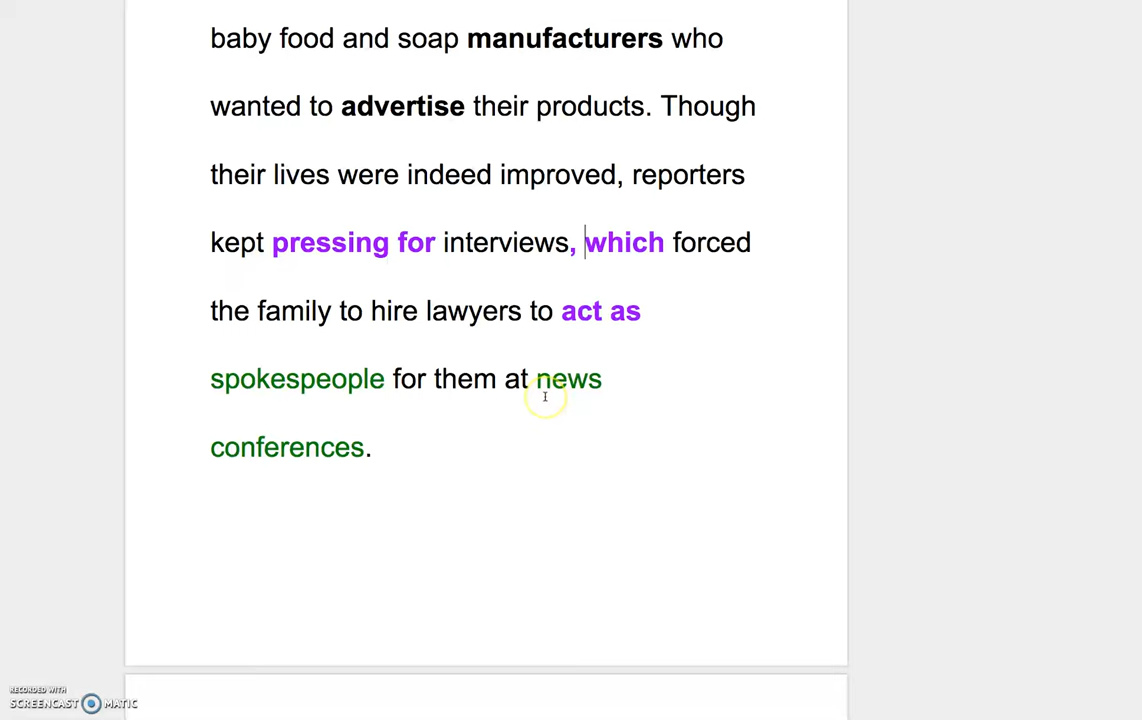 baby food and soap manufacturers who
wanted to advertise their products. Though
their lives were indeed improved, reporters
kept pressing for interviews, which forced
the family to hire lawyers to act as
spokespeople for them at news
conferences.
RECORDED WITH
SCREENCAST MATIC